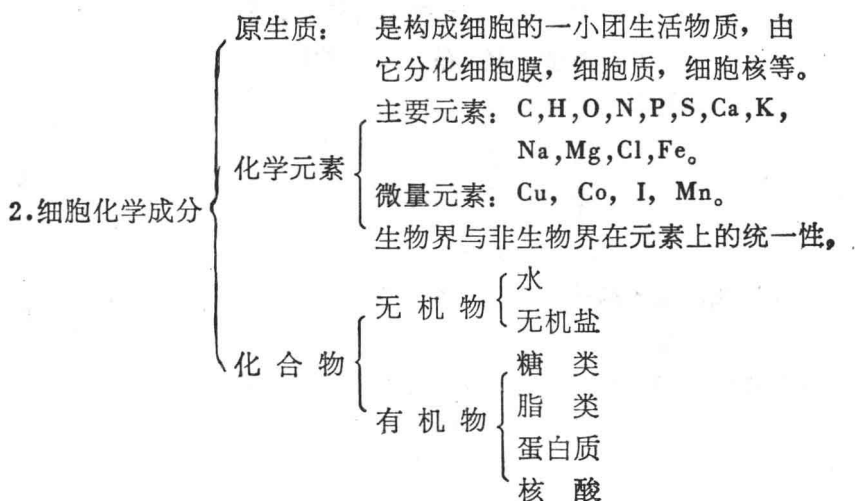 原生质： 是构成细胞的一小团生活物质，由
它分化细胞膜，细胞质，细胞核等。
主要元素：C,H,O,N,P,S,Ca,K,
Na,Mg,Cl,Fe。
化学元素
微量元素：Cu，Co，I，Mn。
2.细胞化学成分
生物界与非生物界在元素上的统一性，
水
无 机 物
无机盐
化 合 物
糖 类
脂 类
有 机 物
蛋白质
核 酸